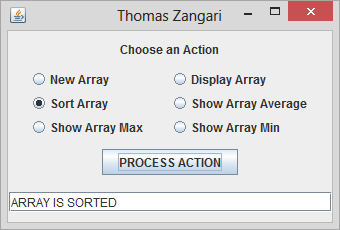 Thomas Zangari
Choose an Action
New Array Display Array
Sort Array Show Array Average
Show Array Max Show Array Min
PROCESS ACTION
ARRAY IS SORTED